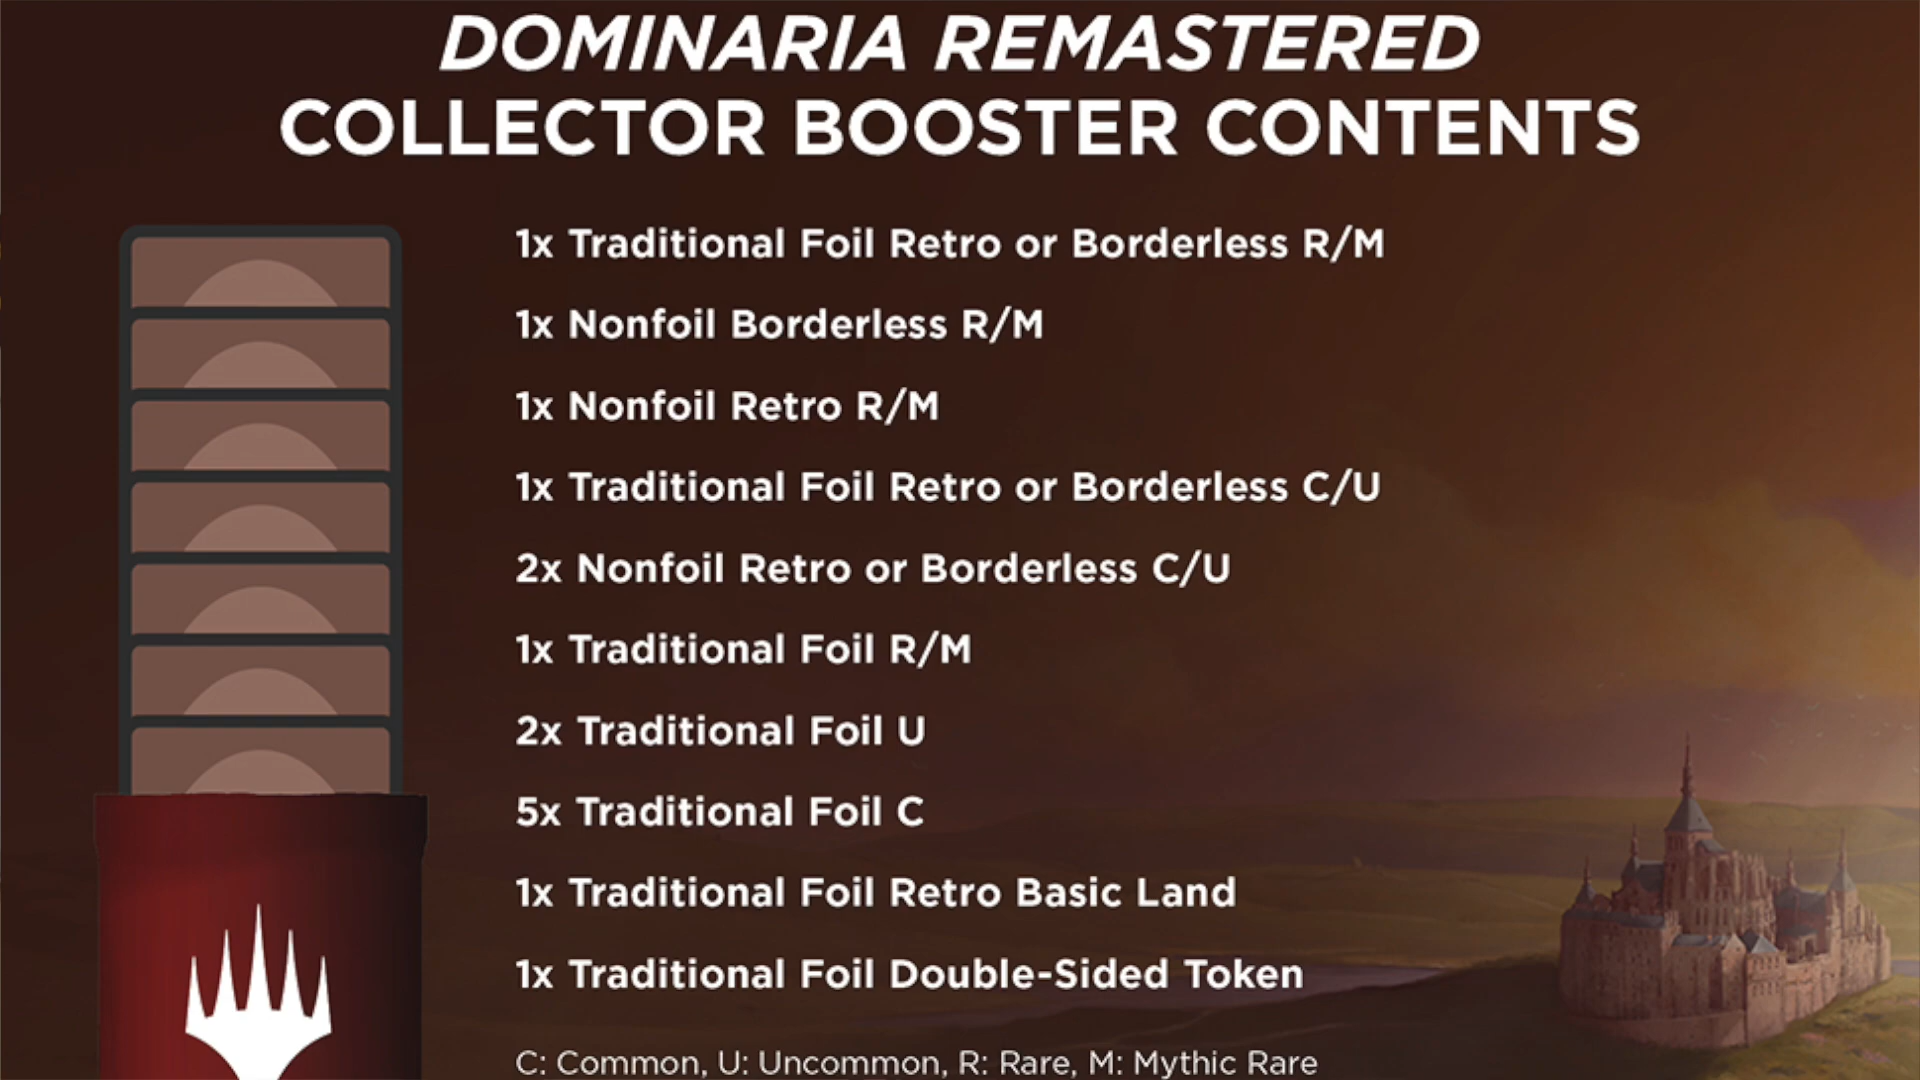 DOMINARIA REMASTERED
COLLECTOR BOOSTER CONTENTS
1x Traditional Foil Retro or Borderless R/M
1x Nonfoil Borderless R/M
1x Nonfoil Retro R/M
1x Traditional Foil Retro or Borderless C/U
2x Nonfoil Retro or Borderless C/U
1x Traditional Foil R/M
2x Traditional Foil U
5x Traditional Foil C
1x Traditional Foil Retro Basic Land
1x Traditional Foil Double-Sided Token
C: Common, U: Uncommon, R: Rare, M: Mythic Rare